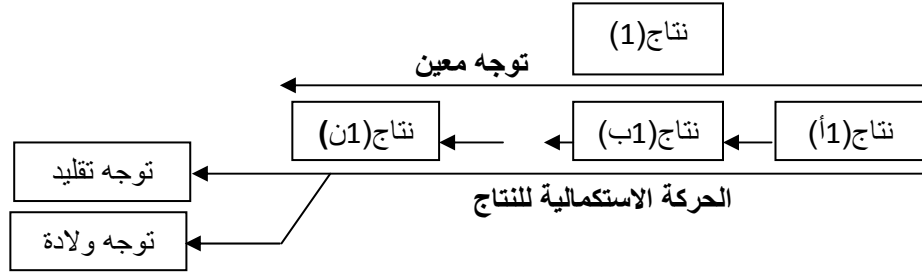 نتاج(1)
توجه معين
نتاج(1أ)
نتاج(1ب)
نتاج(1ن)
توجه تقليد
الحركة الاستكمالية للنتاج
توجه ولادة